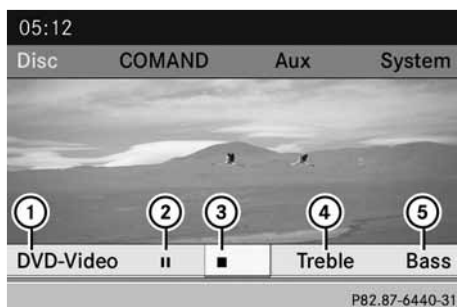 05:12
Disc COMAND Aux System
1 2 3 4 5
DVD-Video Treble Bass
P82.87-6440-31